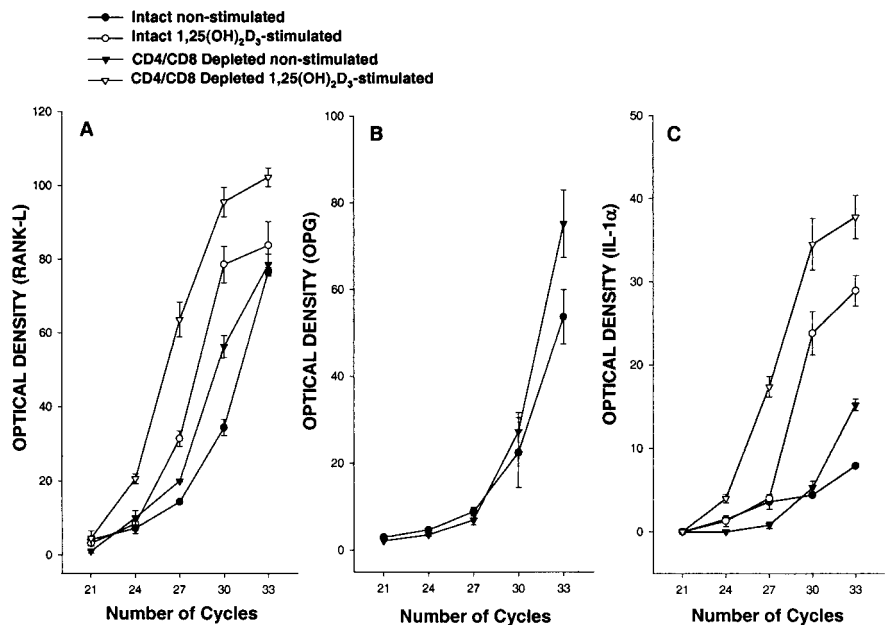 Intact non-stimulated
Intact 1,25(OH)₂D₃-stimulated
CD4/CD8 Depleted non-stimulated
CD4/CD8 Depleted 1,25(OH)₂D₃-stimulated
A
OPTICAL DENSITY (RANK-L)
120
100
80
60
40
20
0
21 24 27 30 33
Number of Cycles
B
OPTICAL DENSITY (OPG)
100
80
60
40
20
0
21 24 27 30 33
Number of Cycles
C
OPTICAL DENSITY (IL-1α)
50
40
30
20
10
0
21 24 27 30 33
Number of Cycles